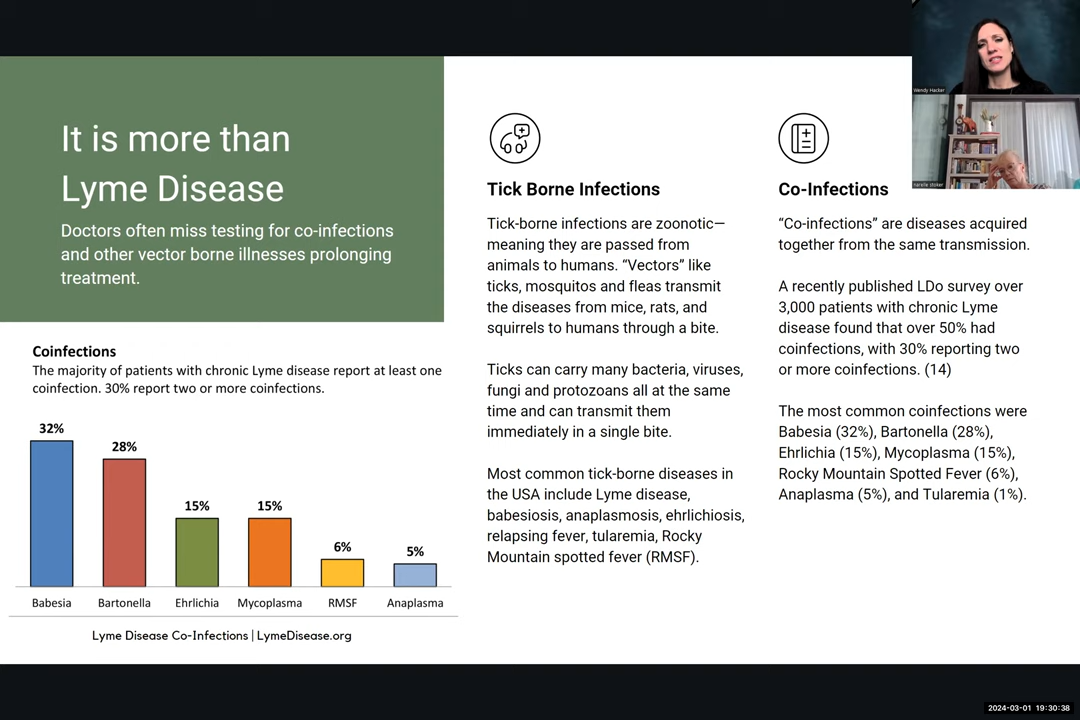 It is more than
Lyme Disease
Doctors often miss testing for co-infections
and other vector borne illnesses prolonging
treatment.
Coinfections
The majority of patients with chronic Lyme disease report at least one
coinfection. 30% report two or more coinfections.
32%
28%
15%
15%
6%
5%
Babesia
Bartonella
Ehrlichia
Mycoplasma
RMSF
Anaplasma
Lyme Disease Co-Infections | LymeDisease.org
Tick Borne Infections
Tick-borne infections are zoonotic—
meaning they are passed from
animals to humans. “Vectors” like
ticks, mosquitos and fleas transmit
the diseases from mice, rats, and
squirrels to humans through a bite.
Ticks can carry many bacteria, viruses,
fungi and protozoans all at the same
time and can transmit them
immediately in a single bite.
Most common tick-borne diseases in
the USA include Lyme disease,
babesiosis, anaplasmosis, ehrlichiosis,
relapsing fever, tularemia, Rocky
Mountain spotted fever (RMSF).
Co-Infections
“Co-infections” are diseases acquired
together from the same transmission.
A recently published LDo survey over
3,000 patients with chronic Lyme
disease found that over 50% had
coinfections, with 30% reporting two
or more coinfections. (14)
The most common coinfections were
Babesia (32%), Bartonella (28%),
Ehrlichia (15%), Mycoplasma (15%),
Rocky Mountain Spotted Fever (6%),
Anaplasma (5%), and Tularemia (1%).
Wendy Hacker
2024-03-01 19:30:38